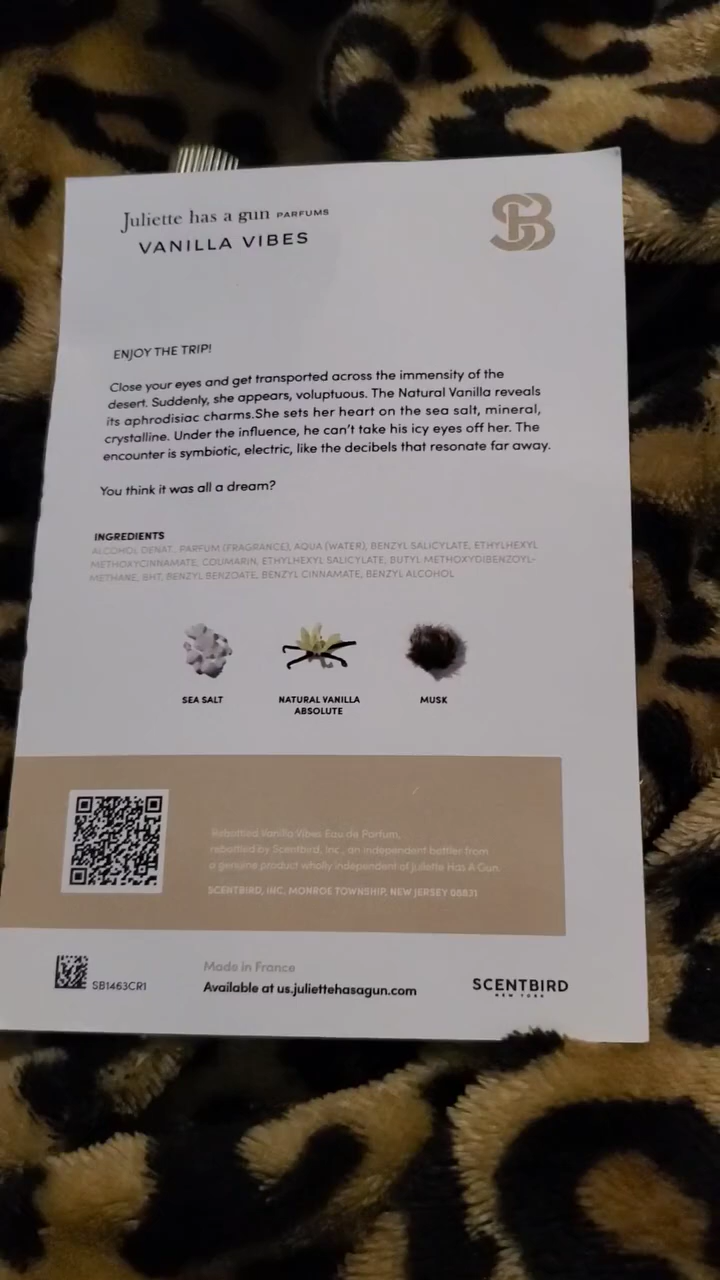 Juliette has a gun PARFUMS
VANILLA VIBES
SB
ENJOY THE TRIP!
Close your eyes and get transported across the immensity of the
desert. Suddenly, she appears, voluptuous. The Natural Vanilla reveals
its aphrodisiac charms.She sets her heart on the sea salt, mineral,
crystalline. Under the influence, he can't take his icy eyes off her. The
encounter is symbiotic, electric, like the decibels that resonate far away.
You think it was all a dream?
INGREDIENTS
ALCOHOL DENAT., PARFUM (FRAGRANCE), AQUA (WATER), BENZYL SALICYLATE, ETHYLHEXYL
METHOXYCINNAMATE, COUMARIN, ETHYLHEXYL SALICYLATE, BUTYL METHOXYDIBENZOYL-
METHANE, BHT, BENZYL BENZOATE, BENZYL CINNAMATE, BENZYL ALCOHOL
SEA SALT
NATURAL VANILLA
ABSOLUTE
MUSK
Rebottled Vanilla Vibes Eau de Parfum,
rebottled by Scentbird, Inc., an independent bottler from
a genuine product wholly independent of Juliette Has A Gun.
SCENTBIRD, INC. MONROE TOWNSHIP, NEW JERSEY 08831
SB1463CR1
Made in France
Available at us.juliettehasagun.com
SCENTBIRD
NEW YORK